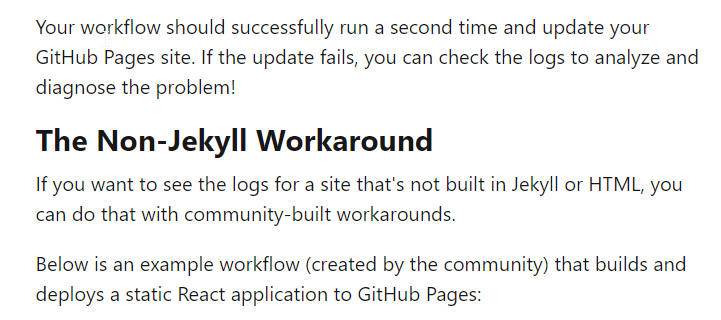 Your workflow should successfully run a second time and update your
GitHub Pages site. If the update fails, you can check the logs to analyze and
diagnose the problem!
The Non-Jekyll Workaround
If you want to see the logs for a site that's not built in Jekyll or HTML, you
can do that with community-built workarounds.
Below is an example workflow (created by the community) that builds and
deploys a static React application to GitHub Pages: